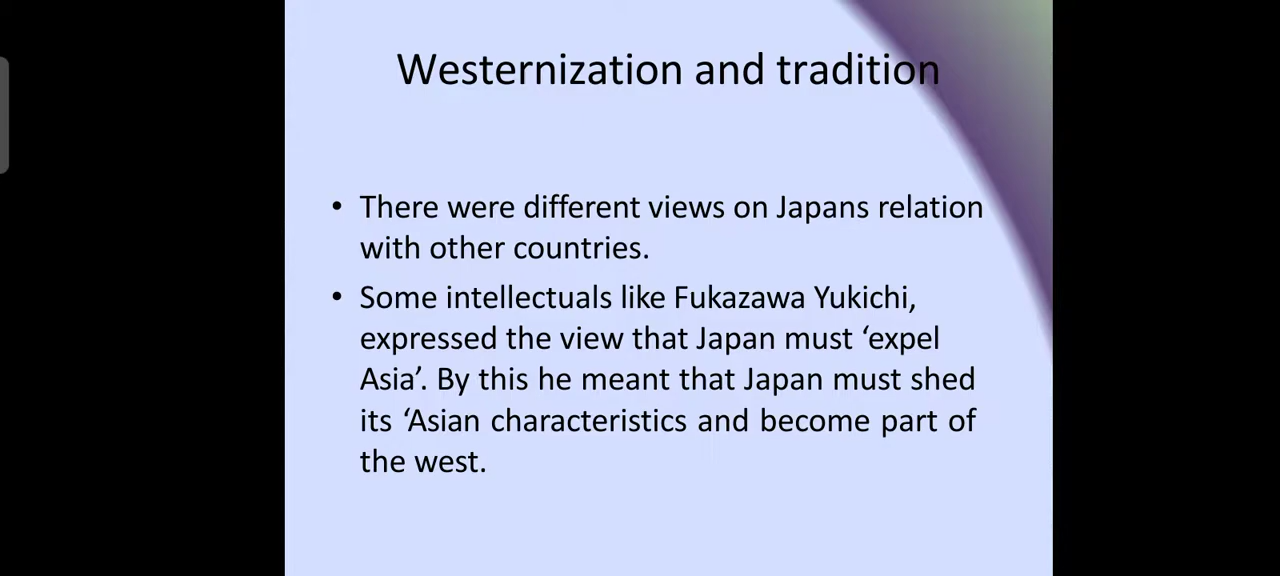 Westernization and tradition
• There were different views on Japans relation
with other countries.
• Some intellectuals like Fukazawa Yukichi,
expressed the view that Japan must ‘expel
Asia’. By this he meant that Japan must shed
its ‘Asian characteristics and become part of
the west.